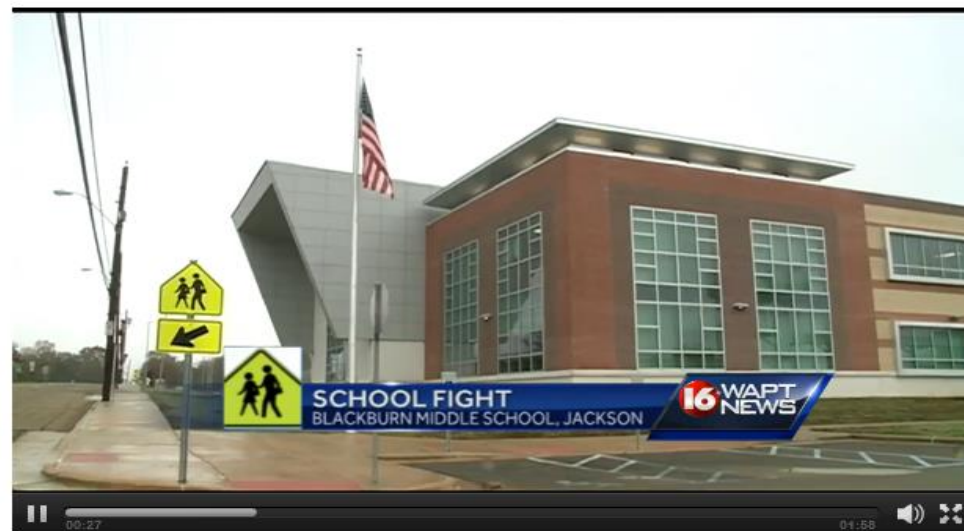 SCHOOL FIGHT
BLACKBURN MIDDLE SCHOOL, JACKSON
16 WAPT
NEWS
00:27
01:58